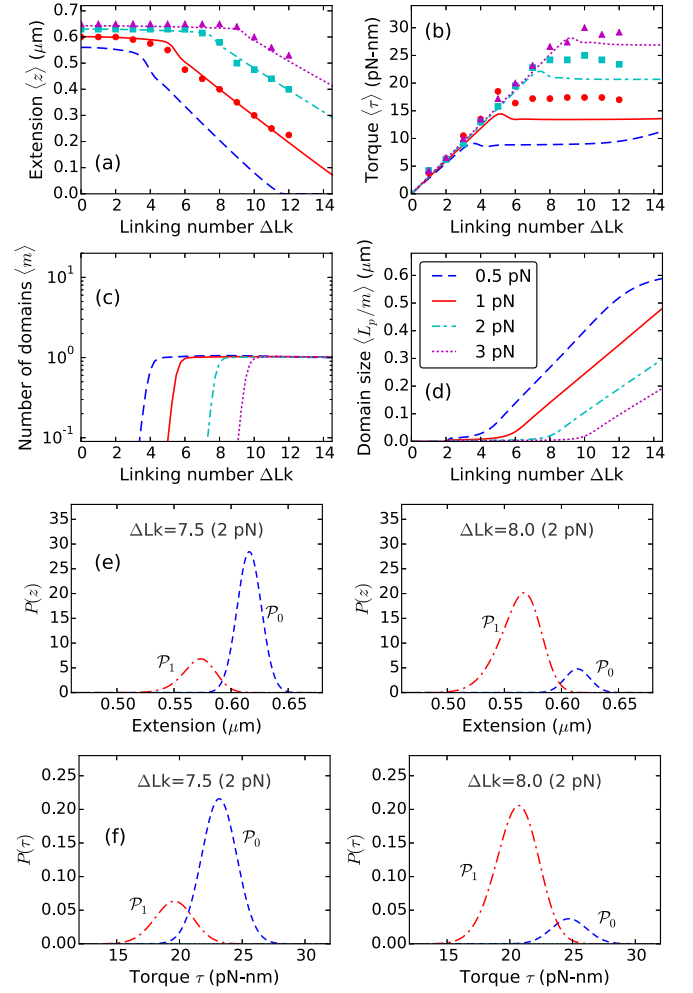 0.7
0.6
0.5
0.4
0.3
0.2
0.1
0.0
Extension ⟨z⟩ (μm)
(a)
0 2 4 6 8 10 12 14
Linking number ΔLk
35
30
25
20
15
10
5
0
Torque ⟨τ⟩ (pN-nm)
(b)
0 2 4 6 8 10 12 14
Linking number ΔLk
10¹
10⁰
10⁻¹
Number of domains ⟨m⟩
(c)
0 2 4 6 8 10 12 14
Linking number ΔLk
0.6
0.5
0.4
0.3
0.2
0.1
0.0
Domain size ⟨Lₚ/m⟩ (μm)
0.5 pN
1 pN
2 pN
3 pN
(d)
0 2 4 6 8 10 12 14
Linking number ΔLk
35
30
25
20
15
10
5
0
P(z)
ΔLk=7.5 (2 pN)
(e)
𝒫₀
𝒫₁
0.50 0.55 0.60 0.65
Extension (μm)
35
30
25
20
15
10
5
0
P(z)
ΔLk=8.0 (2 pN)
𝒫₁
𝒫₀
0.50 0.55 0.60 0.65
Extension (μm)
0.25
0.20
0.15
0.10
0.05
0.00
P(τ)
ΔLk=7.5 (2 pN)
(f)
𝒫₀
𝒫₁
15 20 25 30
Torque τ (pN-nm)
0.25
0.20
0.15
0.10
0.05
0.00
P(τ)
ΔLk=8.0 (2 pN)
𝒫₁
𝒫₀
15 20 25 30
Torque τ (pN-nm)